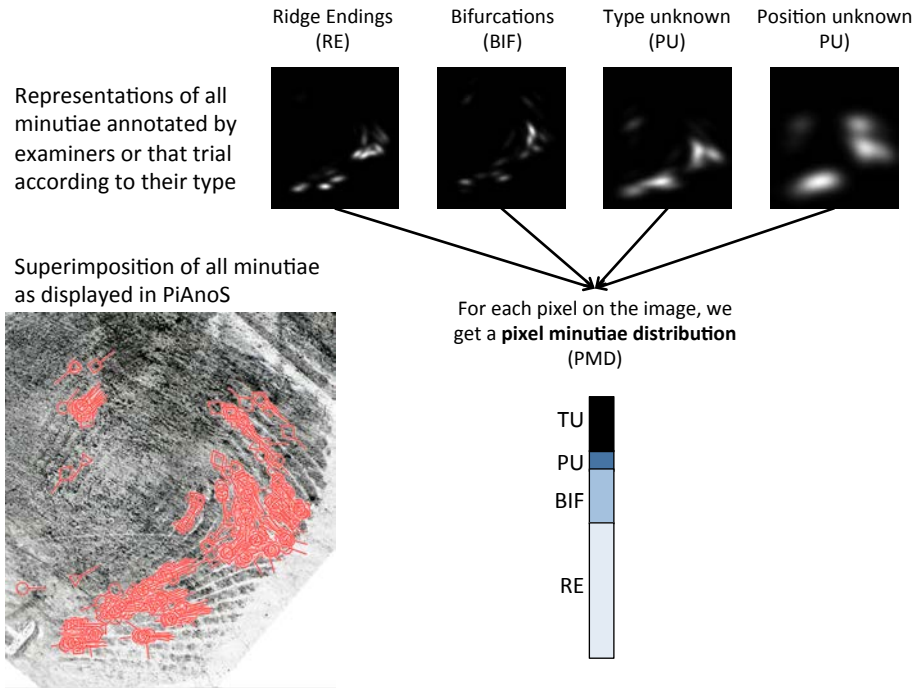 Ridge Endings
(RE)
Bifurcations
(BIF)
Type unknown
(PU)
Position unknown
PU)
Representations of all
minutiae annotated by
examiners or that trial
according to their type
Superimposition of all minutiae
as displayed in PiAnoS
For each pixel on the image, we
get a pixel minutiae distribution
(PMD)
TU
PU
BIF
RE